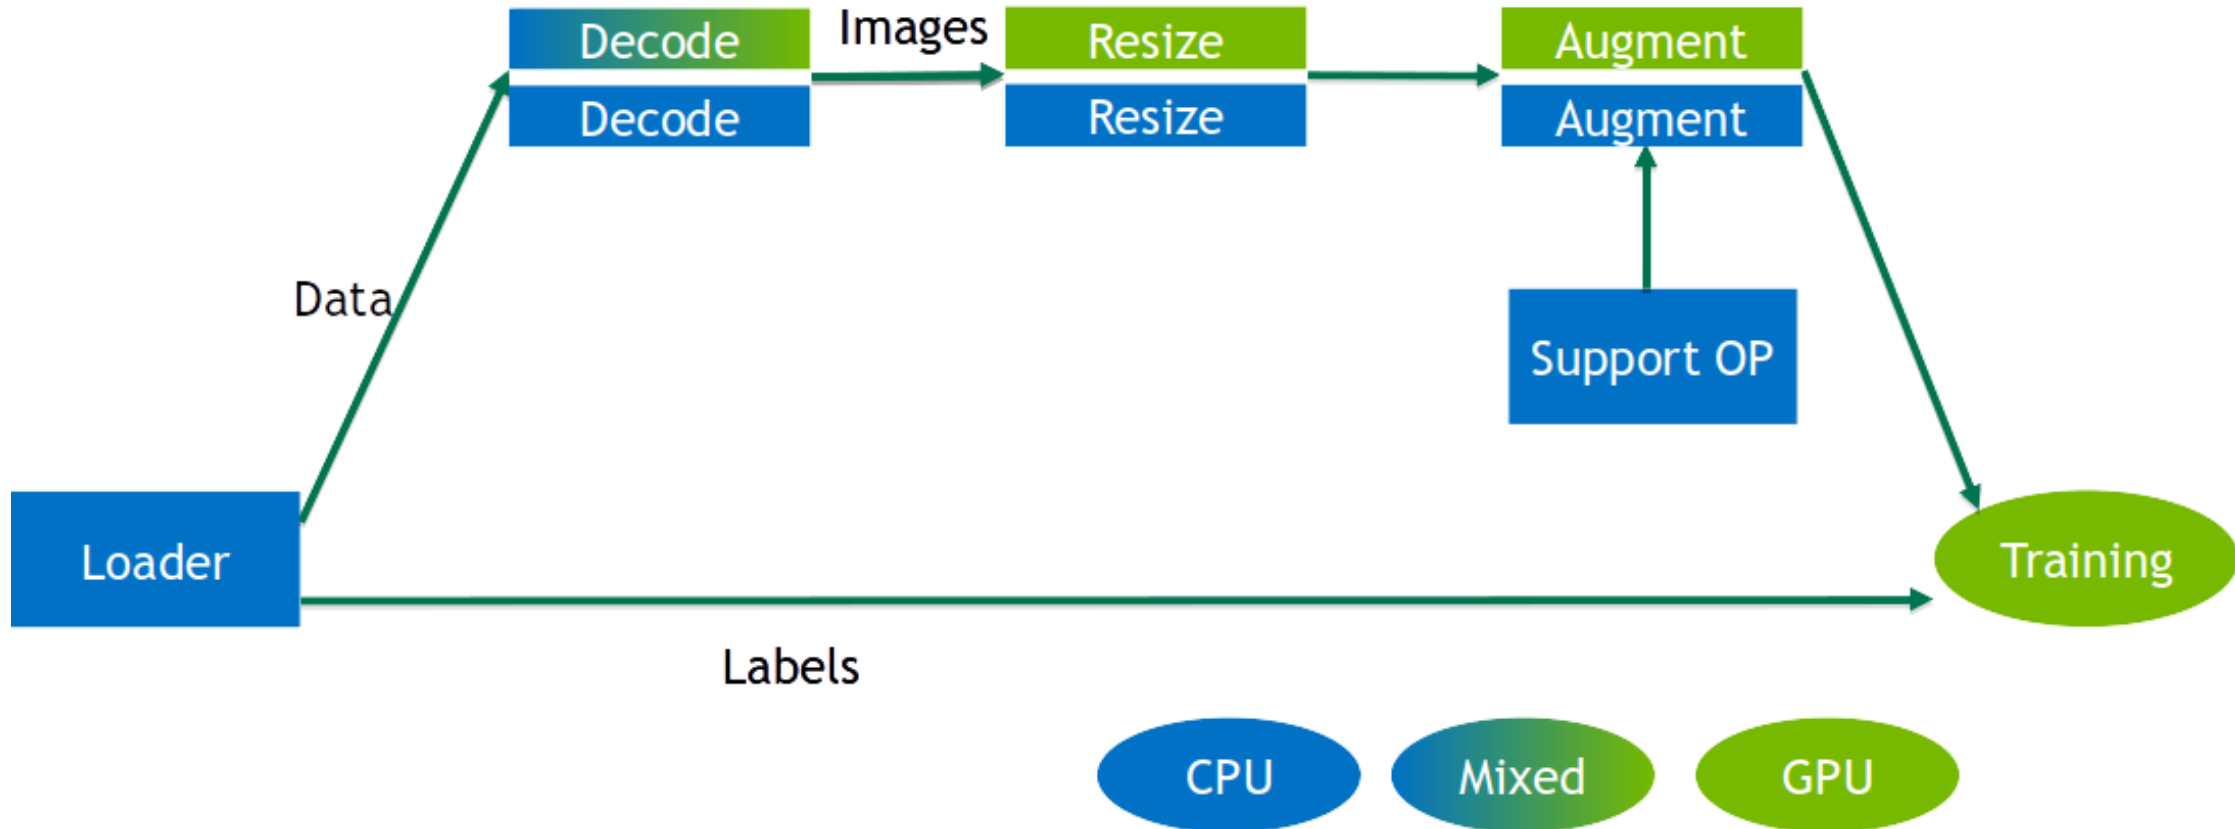 Decode
Images
Resize
Augment
Decode
Resize
Augment
Data
Support OP
Loader
Training
Labels
CPU
Mixed
GPU